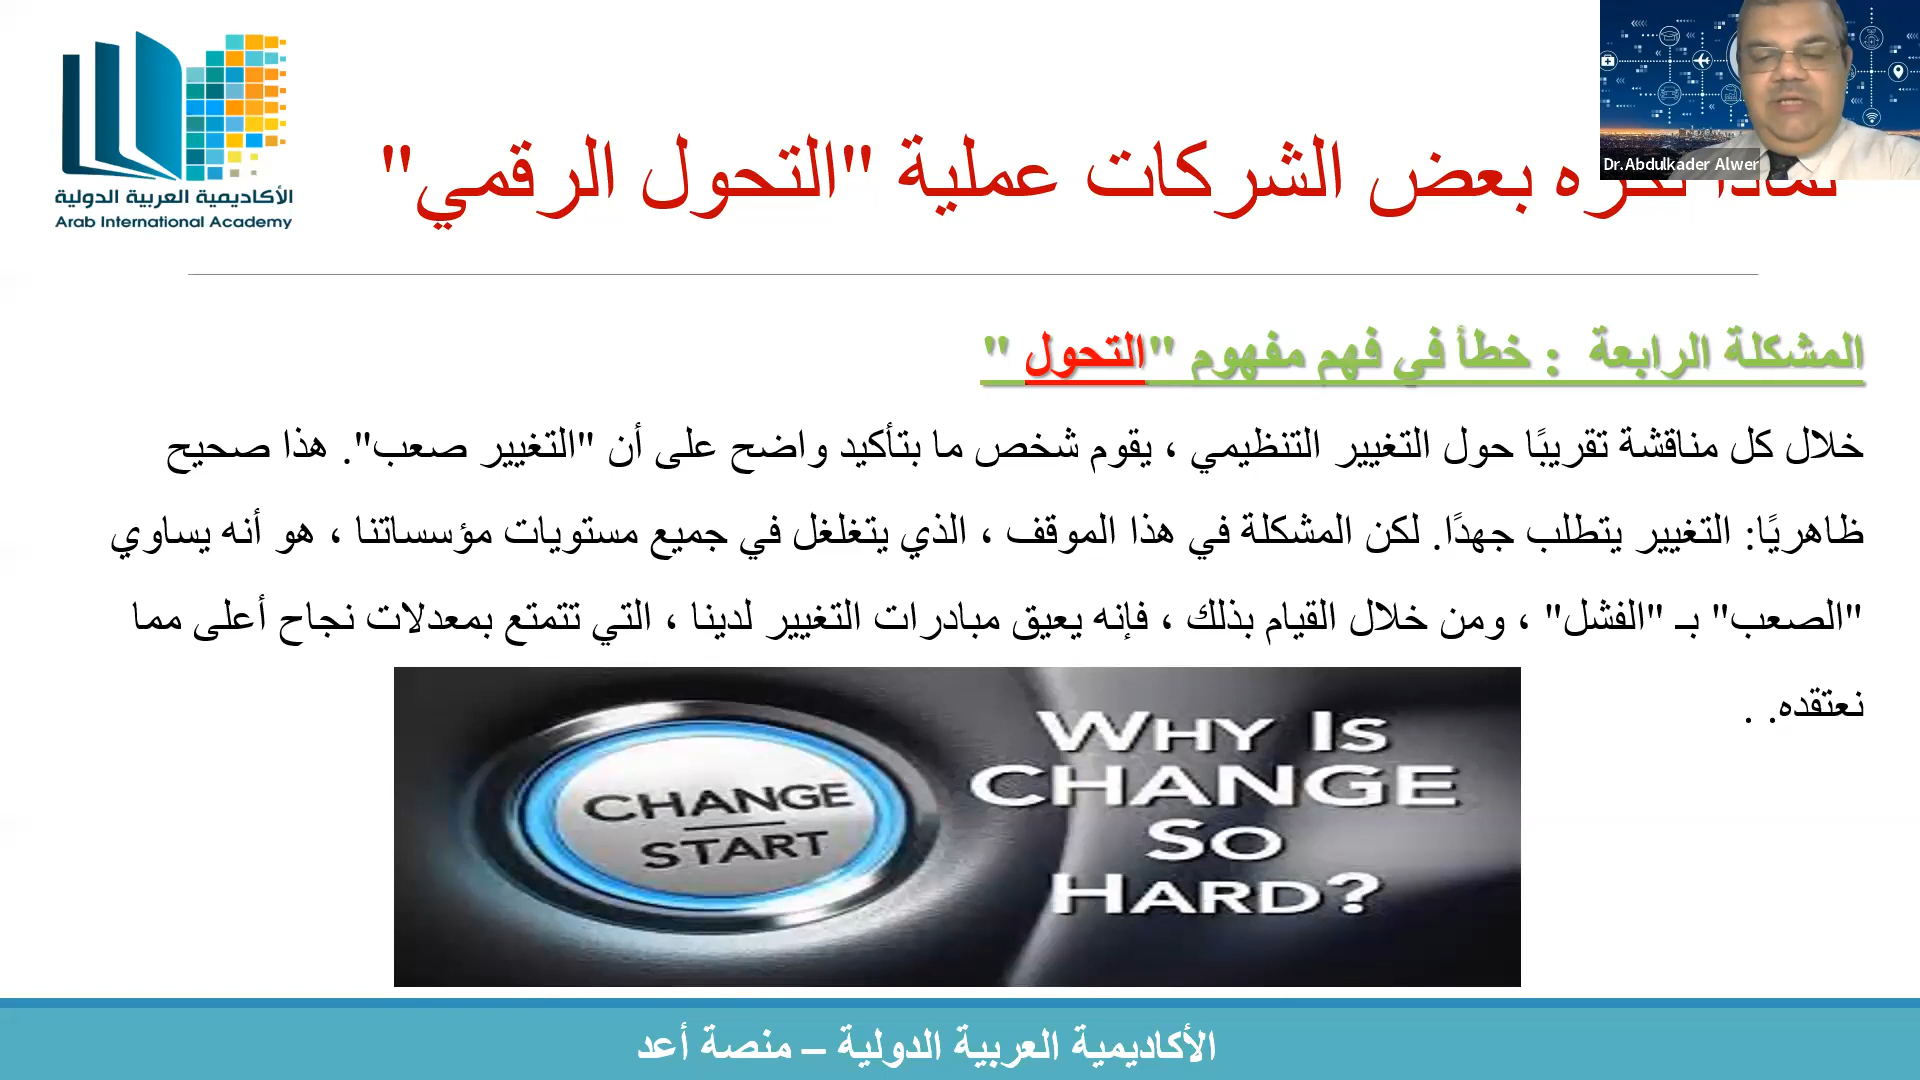 الأكاديمية العربية الدولية
Arab International Academy
Dr.Abdulkader Alwer
لماذا تكره بعض الشركات عملية "التحول الرقمي"
المشكلة الرابعة : خطأ في فهم مفهوم "التحول "
خلال كل مناقشة تقريبًا حول التغيير التنظيمي ، يقوم شخص ما بتأكيد واضح على أن "التغيير صعب". هذا صحيح
ظاهريًا: التغيير يتطلب جهدًا. لكن المشكلة في هذا الموقف ، الذي يتغلغل في جميع مستويات مؤسساتنا ، هو أنه يساوي
"الصعب" بـ "الفشل" ، ومن خلال القيام بذلك ، فإنه يعيق مبادرات التغيير لدينا ، التي تتمتع بمعدلات نجاح أعلى مما
نعتقده. .
CHANGE
START
WHY IS
CHANGE
SO
HARD?
الأكاديمية العربية الدولية – منصة أعد